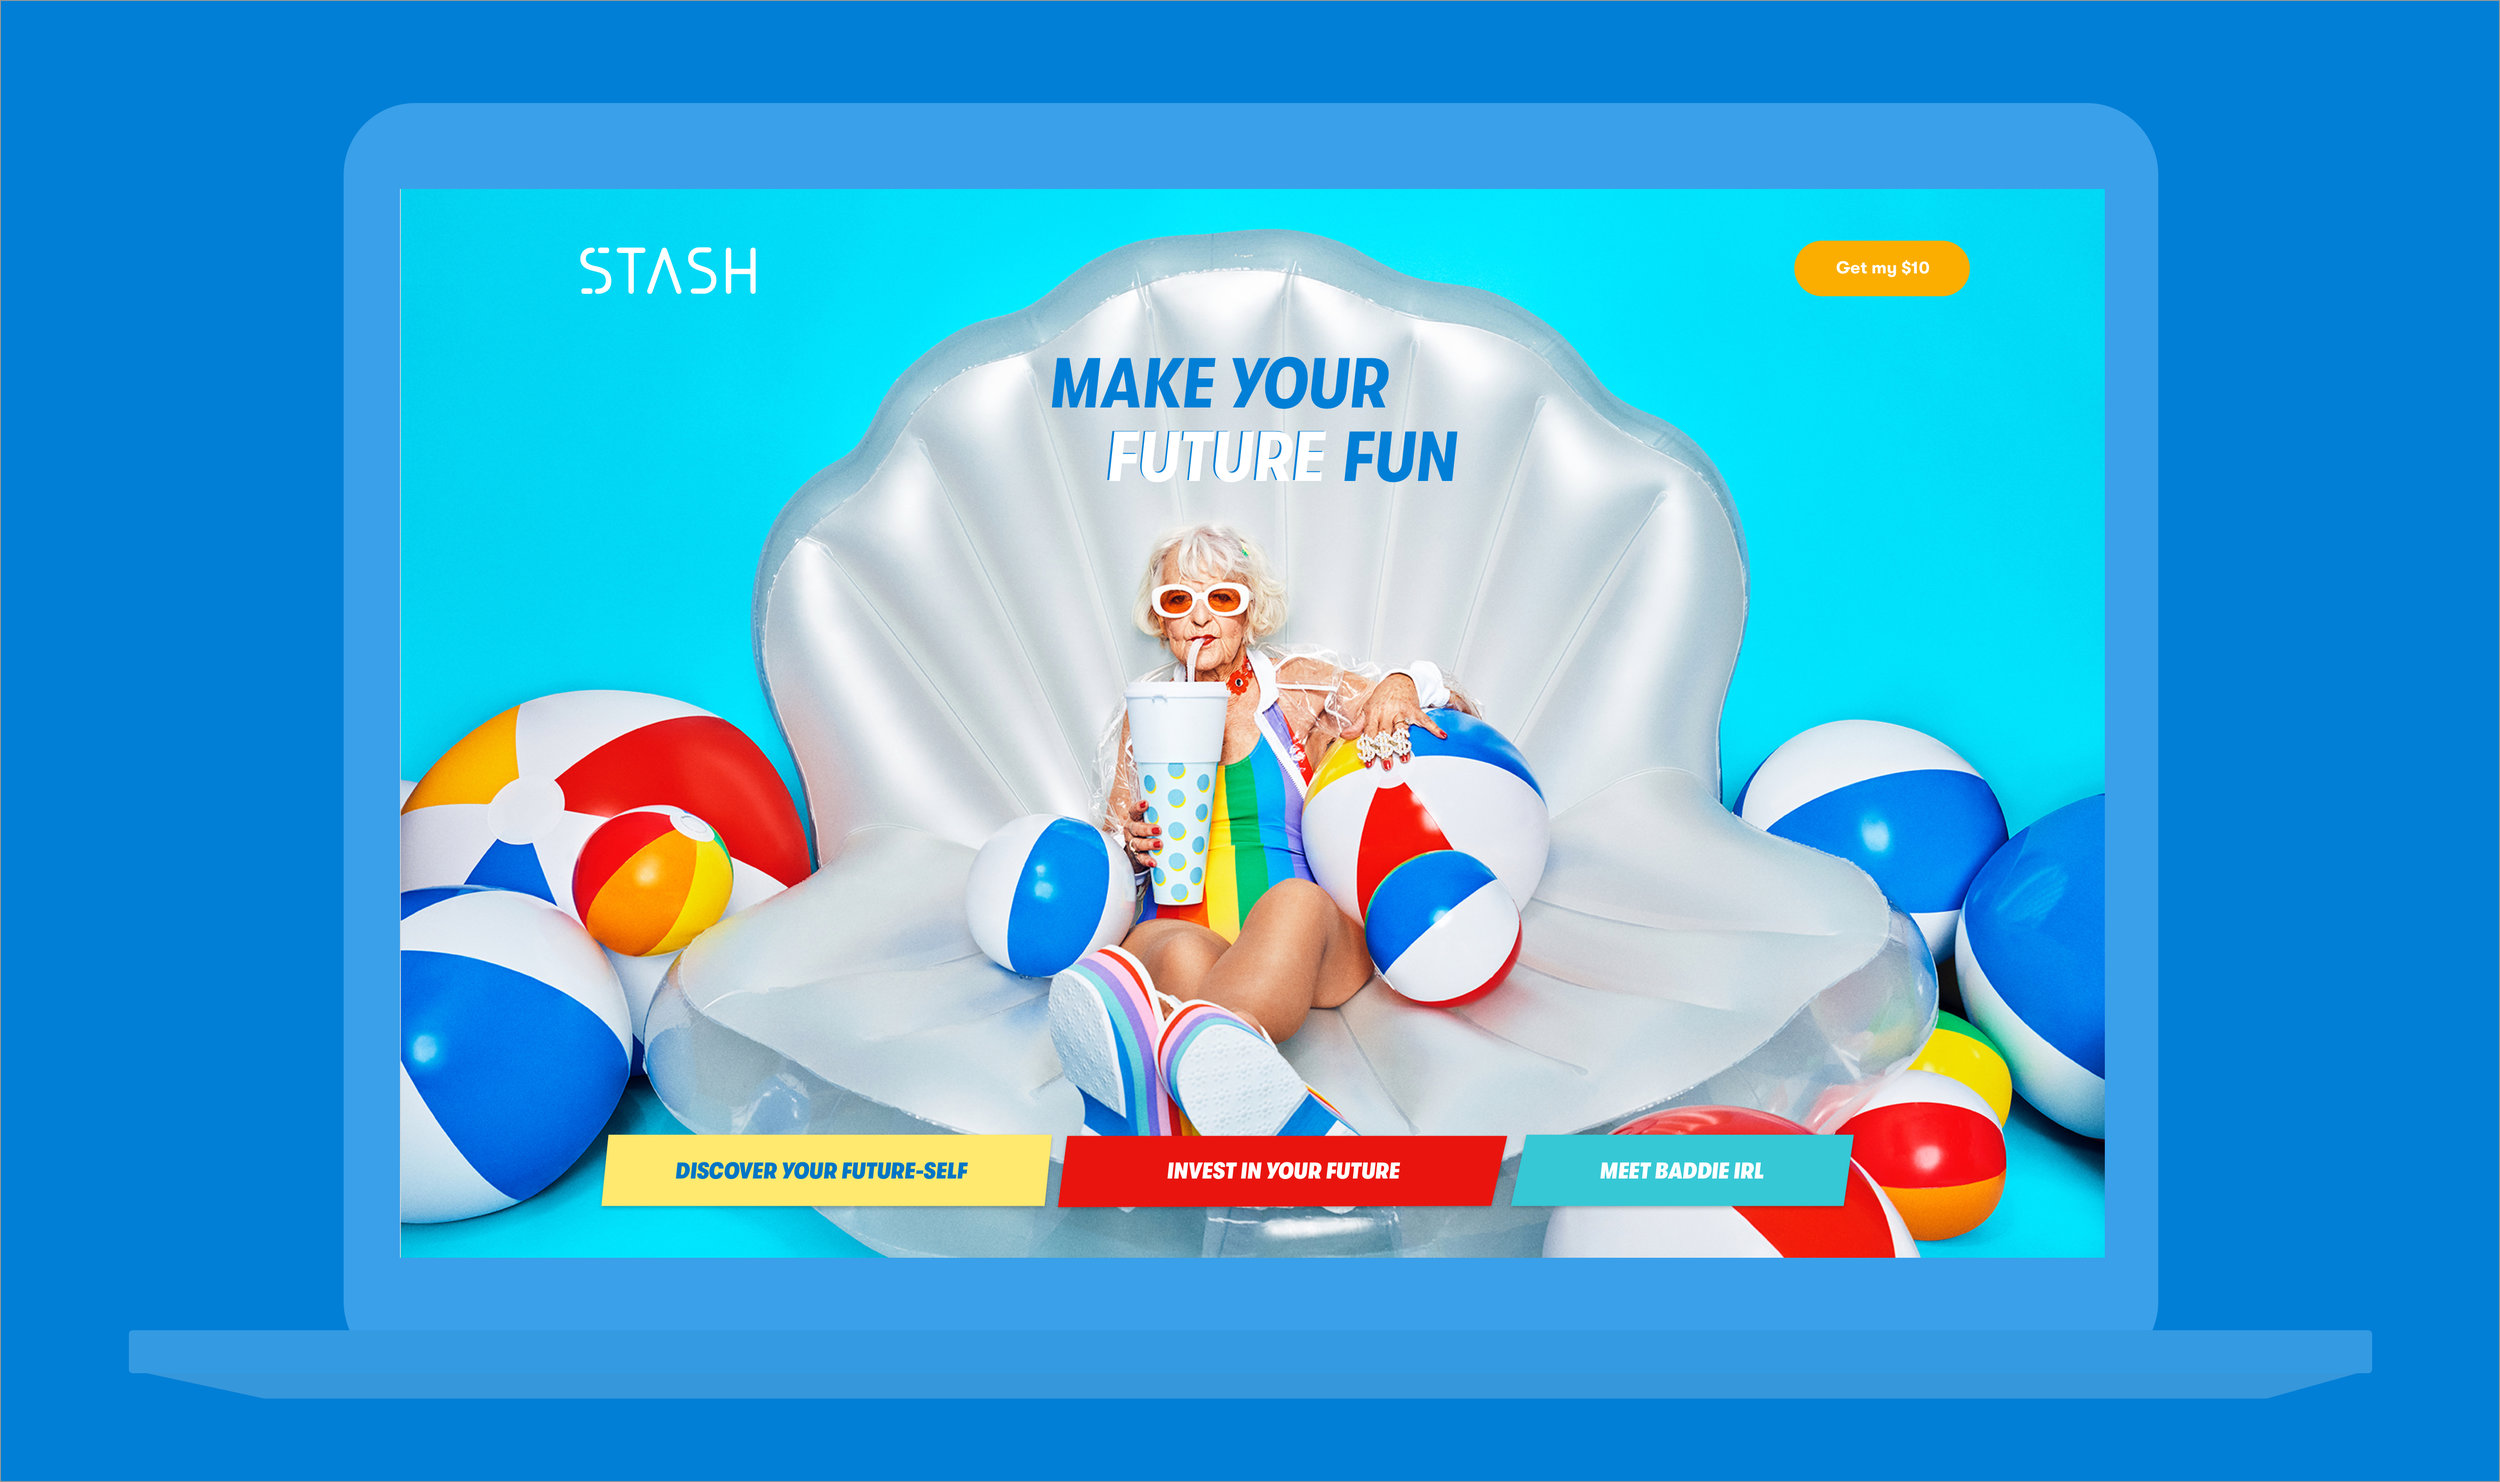 STASH
Get my $10
MAKE YOUR
FUTURE FUN
DISCOVER YOUR FUTURE-SELF
INVEST IN YOUR FUTURE
MEET BADDIE IRL